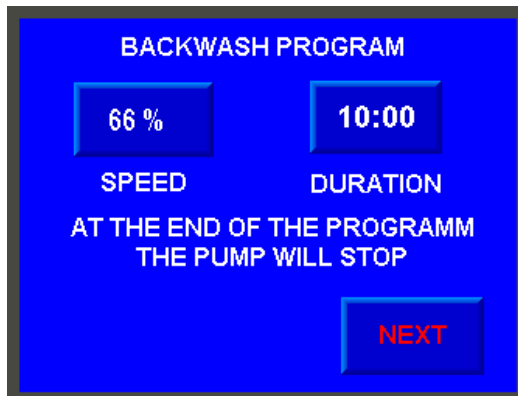 BACKWASH PROGRAM
66 %
10:00
SPEED
DURATION
AT THE END OF THE PROGRAMM
THE PUMP WILL STOP
NEXT